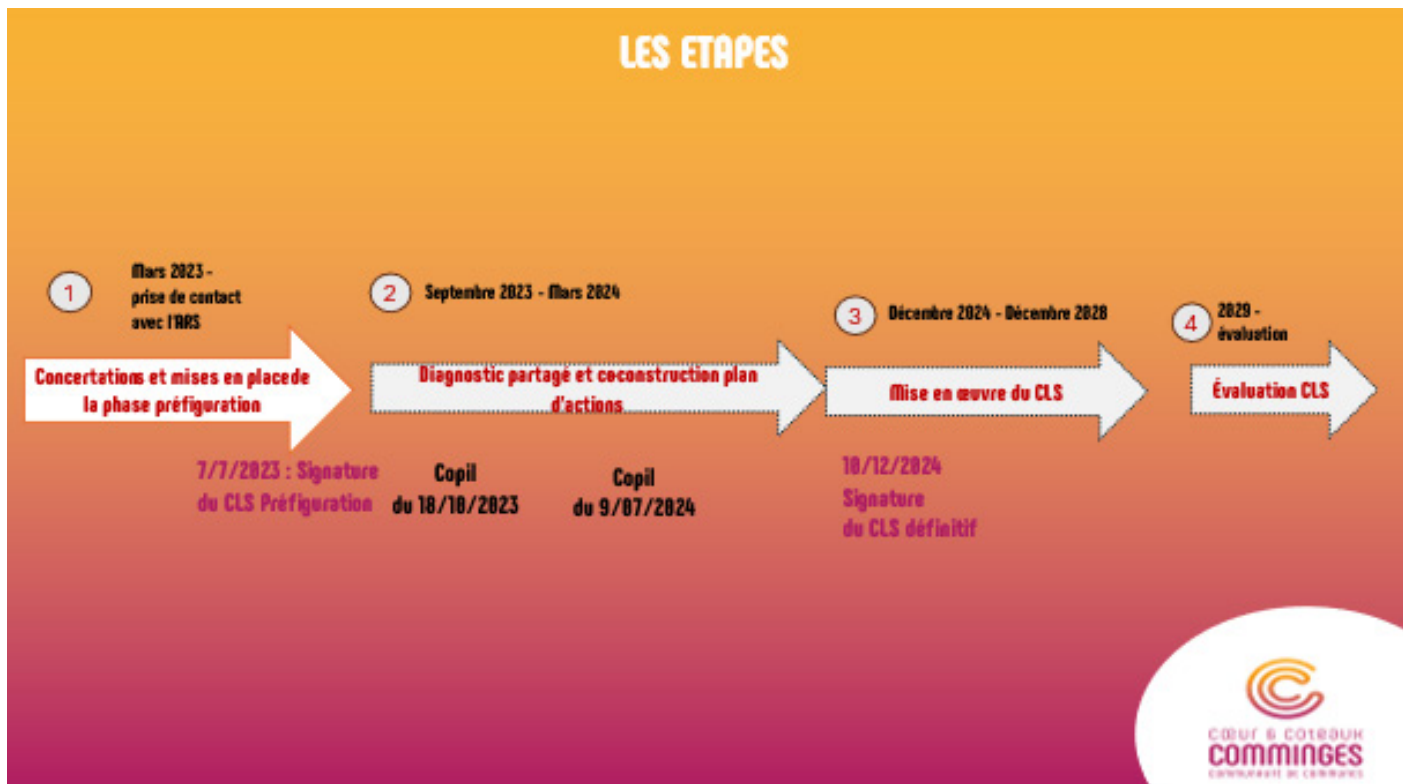 LES ETAPES
1
Mars 2023 -
prise de contact
avec l'ARS
Concertations et mises en placede
la phase préfiguration
7/7/2023 : Signature
du CLS Préfiguration
2
Septembre 2023 - Mars 2024
Diagnostic partagé et coconstruction plan
d'actions
Copil
du 18/10/2023
Copil
du 9/07/2024
3
Décembre 2024 - Décembre 2028
Mise en œuvre du CLS
10/12/2024
Signature
du CLS définitif
4
2029 -
évaluation
Évaluation CLS
CŒUR & COTEAUX
COMMINGES
COMMUNAUTÉ DE COMMUNES